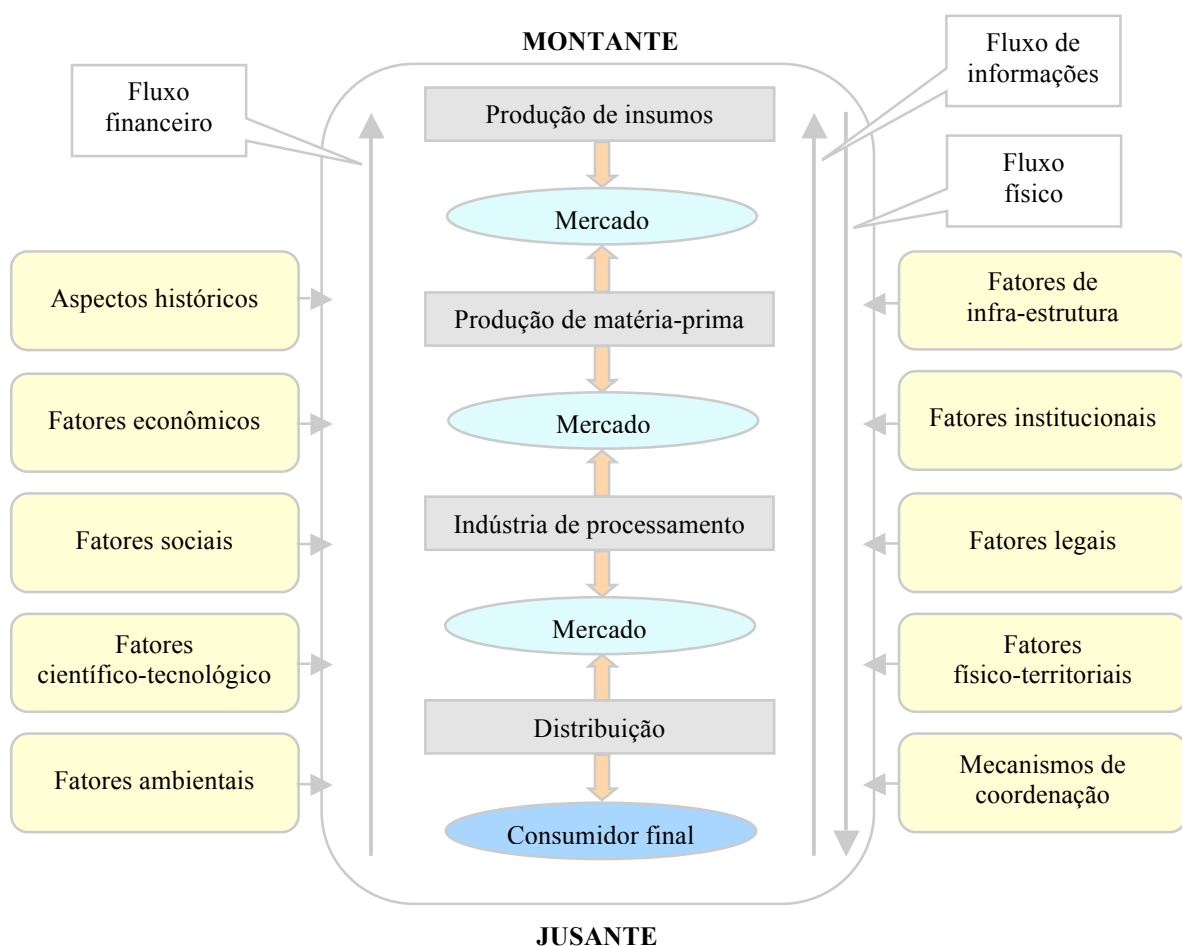 MONTANTE
Fluxo
financeiro
Fluxo de
informações
Fluxo
físico
Produção de insumos
Mercado
Produção de matéria-prima
Mercado
Indústria de processamento
Mercado
Distribuição
Consumidor final
Aspectos históricos
Fatores econômicos
Fatores sociais
Fatores
científico-tecnológico
Fatores ambientais
Fatores de
infra-estrutura
Fatores institucionais
Fatores legais
Fatores
físico-territoriais
Mecanismos de
coordenação
JUSANTE